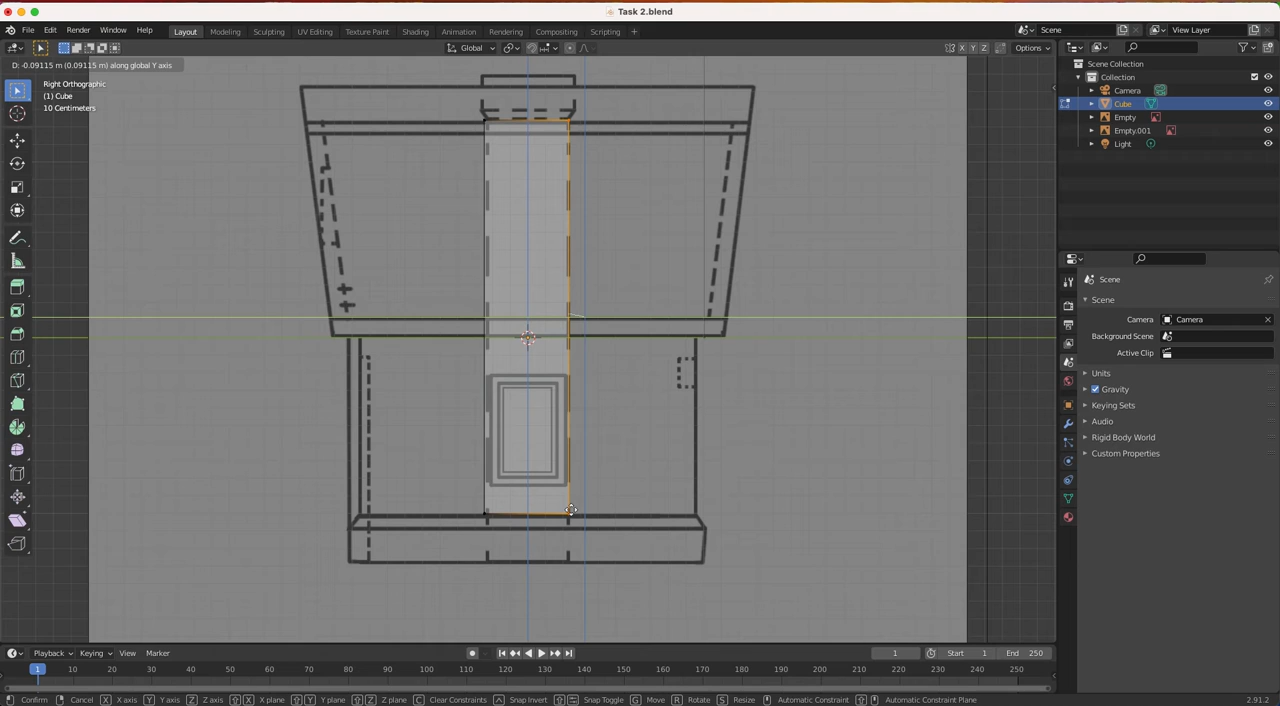 Task 2.blend
File Edit Render Window Help Layout Modeling Sculpting UV Editing Texture Paint Shading Animation Rendering Compositing Scripting + Scene View Layer
Global X Y Z Options
D: -0.09115 m (0.09115 m) along global Y axis
Right Orthographic
(1) Cube
10 Centimeters
Scene Collection
Collection
Camera
Cube
Empty
Empty.001
Light
Scene
Scene
Camera Camera
Background Scene
Active Clip
Units
Gravity
Keying Sets
Audio
Rigid Body World
Custom Properties
Playback Keying View Marker 1 Start 1 End 250
1 10 20 30 40 50 60 70 80 90 100 110 120 130 140 150 160 170 180 190 200 210 220 230 240 250
Confirm Cancel X X axis Y Y axis Z Z axis X X plane Y Y plane Z Z plane C Clear Constraints Snap Invert Snap Toggle G Move R Rotate S Resize Automatic Constraint Automatic Constraint Plane 2.91.2